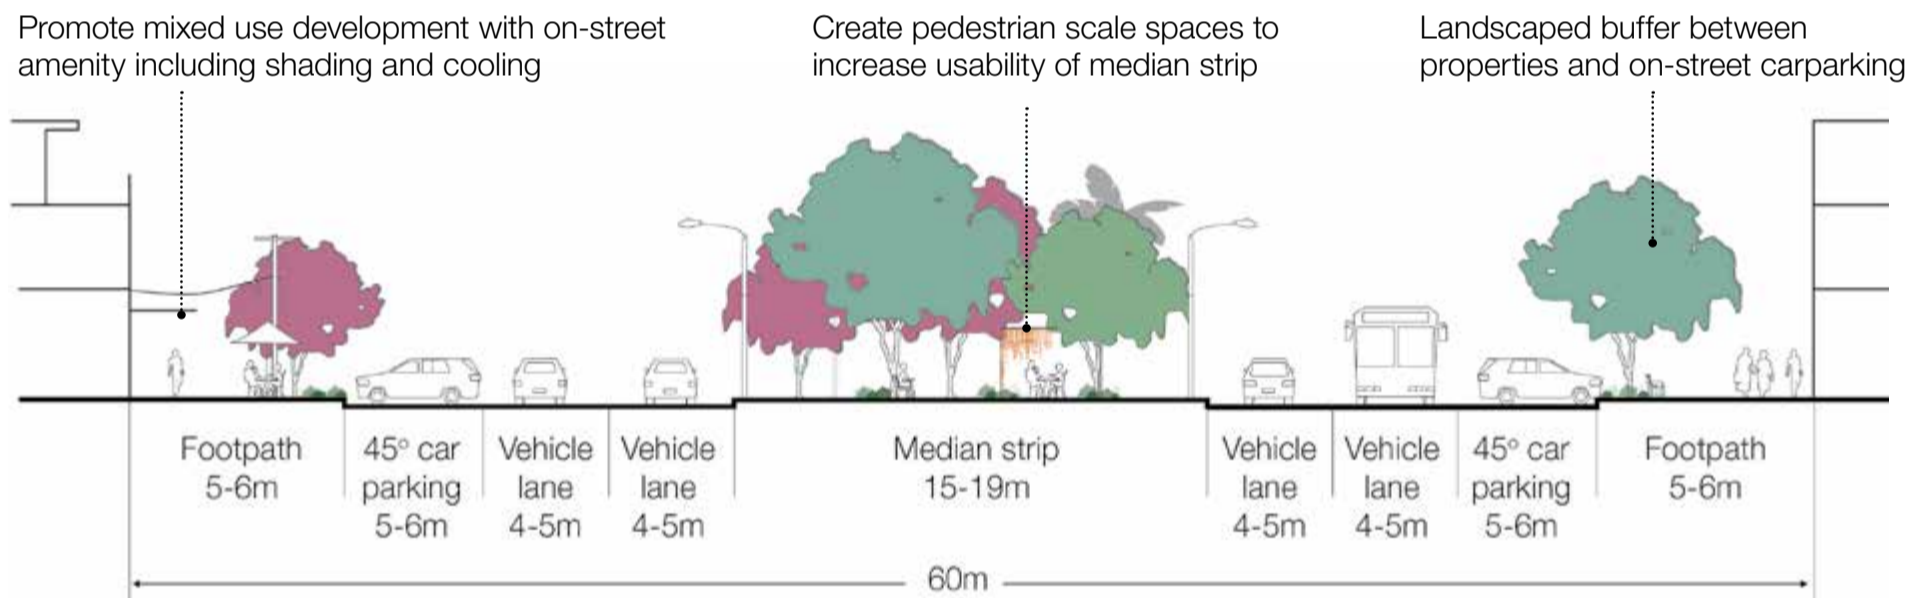 Promote mixed use development with on-street
amenity including shading and cooling
Create pedestrian scale spaces to
increase usability of median strip
Landscaped buffer between
properties and on-street carparking
Footpath
5-6m
45º car
parking
5-6m
Vehicle
lane
4-5m
Vehicle
lane
4-5m
Median strip
15-19m
Vehicle
lane
4-5m
Vehicle
lane
4-5m
45º car
parking
5-6m
Footpath
5-6m
60m